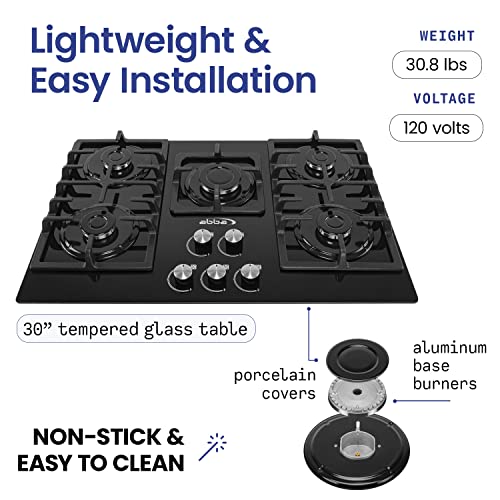 Lightweight &
Easy Installation
WEIGHT
30.8 lbs
VOLTAGE
120 volts
abba
30” tempered glass table
porcelain
covers
aluminum
base
burners
NON-STICK &
EASY TO CLEAN